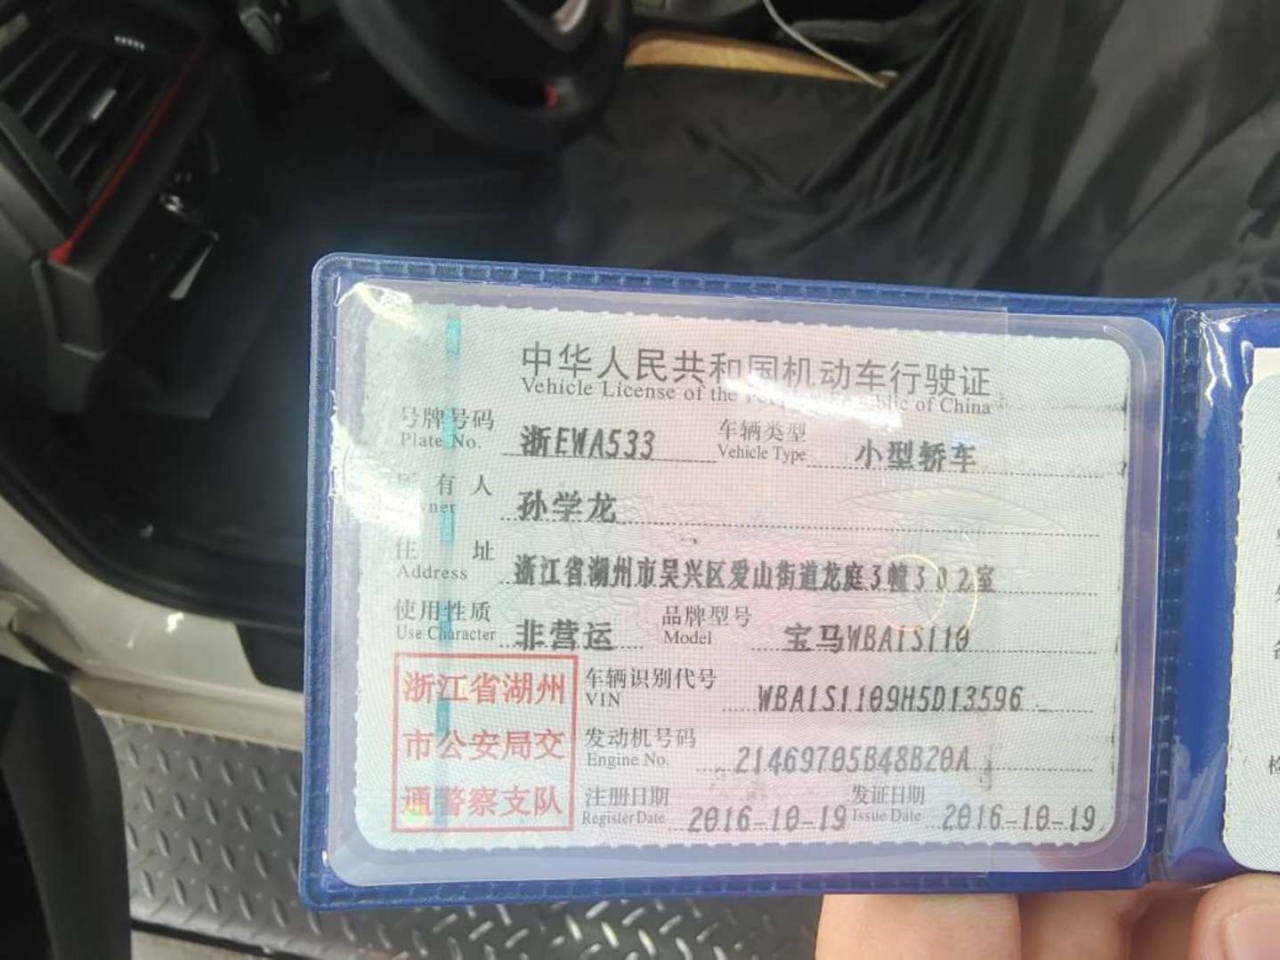 中华人民共和国机动车行驶证
Vehicle License of the People's Republic of China
号牌号码 浙EWA533 车辆类型 小型轿车
Plate No. Vehicle Type
所有人 孙学龙
Owner
住址 浙江省湖州市吴兴区爱山街道龙庭3幢302室
Address
使用性质 非营运 品牌型号 宝马WBA1S110
Use Character Model
浙江省湖州
市公安局交
通警察支队
车辆识别代号 WBA1S1109H5D13596
VIN
发动机号码 21469705B48B20A
Engine No.
注册日期 2016-10-19 发证日期 2016-10-19
Register Date Issue Date